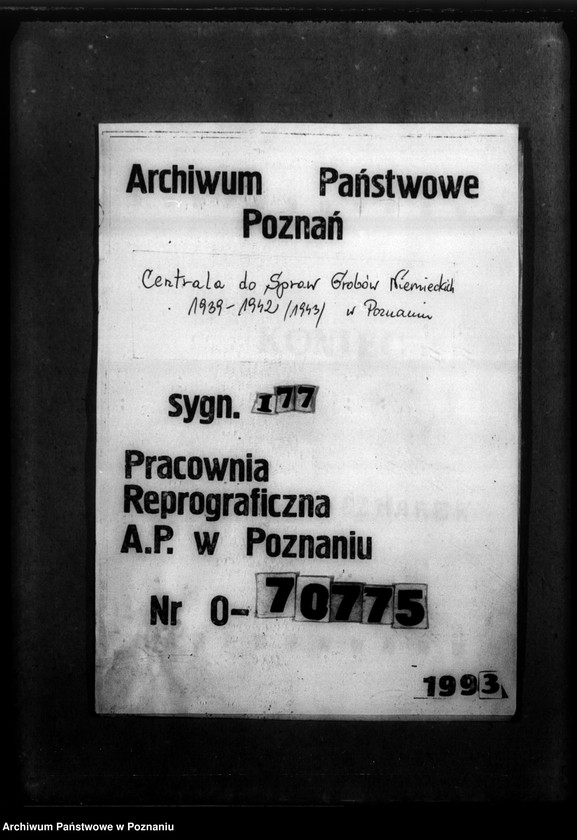 Archiwum Państwowe
Poznań
Centrala do Spraw Grobów Niemieckich
1939-1942 /1943/ w Poznaniu
sygn. 177
Pracownia
Reprograficzna
A.P. w Poznaniu
Nr 0-70775
1993
Archiwum Państwowe w Poznaniu